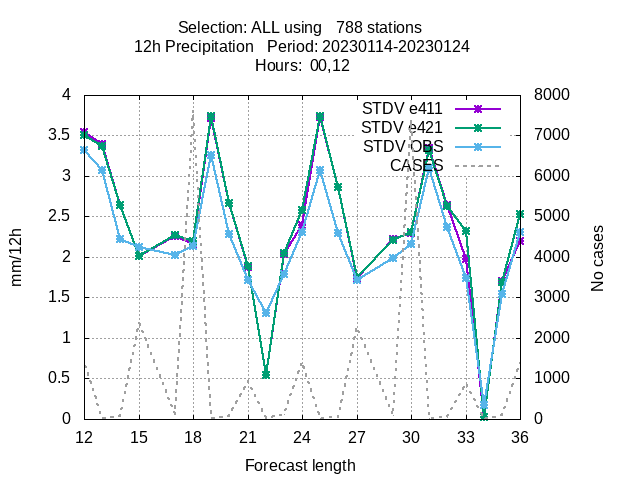 Selection: ALL using   788 stations
12h Precipitation   Period: 20230114-20230124
Hours:  00,12
STDV e411
STDV e421
STDV OBS
CASES
4
3.5
3
2.5
2
1.5
1
0.5
0
8000
7000
6000
5000
4000
3000
2000
1000
0
mm/12h
No cases
12 15 18 21 24 27 30 33 36
Forecast length